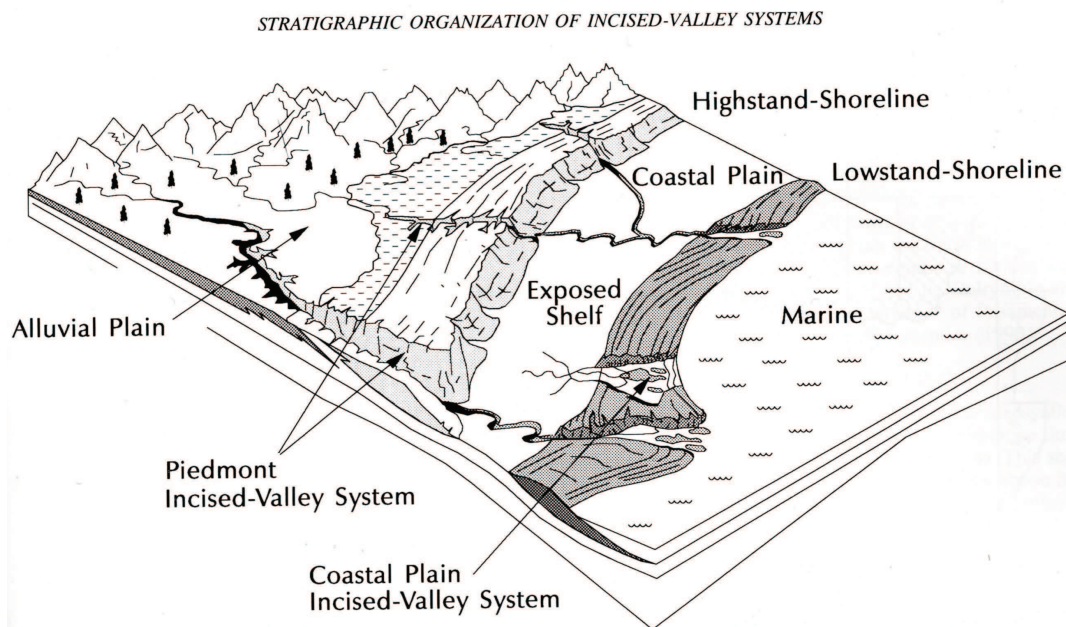 STRATIGRAPHIC ORGANIZATION OF INCISED-VALLEY SYSTEMS
Highstand-Shoreline
Coastal Plain
Lowstand-Shoreline
Exposed
Shelf
Marine
Alluvial Plain
Piedmont
Incised-Valley System
Coastal Plain
Incised-Valley System